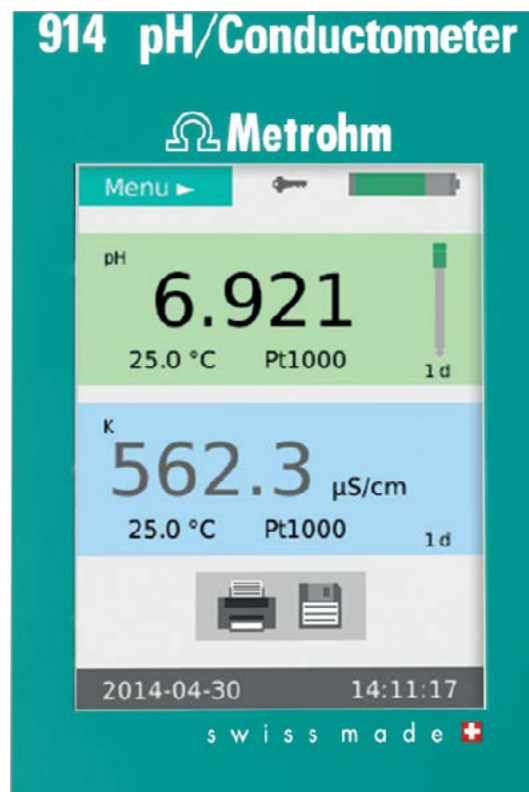 914 pH/Conductometer
Metrohm
Menu ►
pH
6.921
25.0 °C Pt1000 1 d
K
562.3 µS/cm
25.0 °C Pt1000 1 d
2014-04-30 14:11:17
swiss made